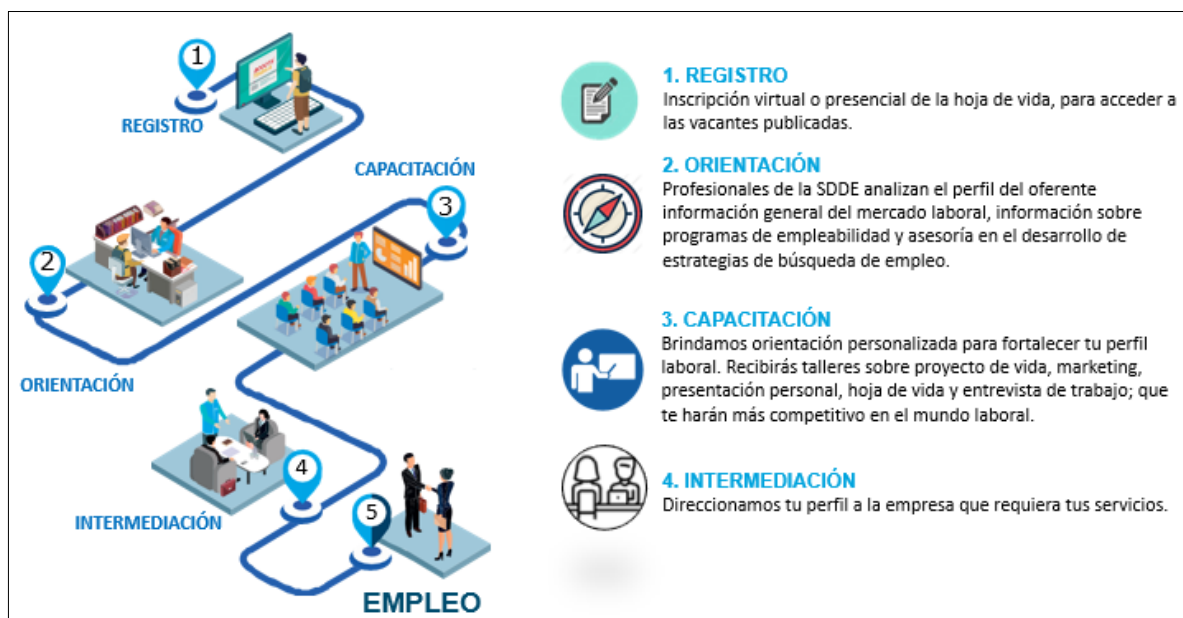 1
REGISTRO
CAPACITACIÓN
3
2
ORIENTACIÓN
4
INTERMEDIACIÓN
5
EMPLEO
1. REGISTRO
Inscripción virtual o presencial de la hoja de vida, para acceder a
las vacantes publicadas.
2. ORIENTACIÓN
Profesionales de la SDDE analizan el perfil del oferente
información general del mercado laboral, información sobre
programas de empleabilidad y asesoría en el desarrollo de
estrategias de búsqueda de empleo.
3. CAPACITACIÓN
Brindamos orientación personalizada para fortalecer tu perfil
laboral. Recibirás talleres sobre proyecto de vida, marketing,
presentación personal, hoja de vida y entrevista de trabajo; que
te harán más competitivo en el mundo laboral.
4. INTERMEDIACIÓN
Direccionamos tu perfil a la empresa que requiera tus servicios.